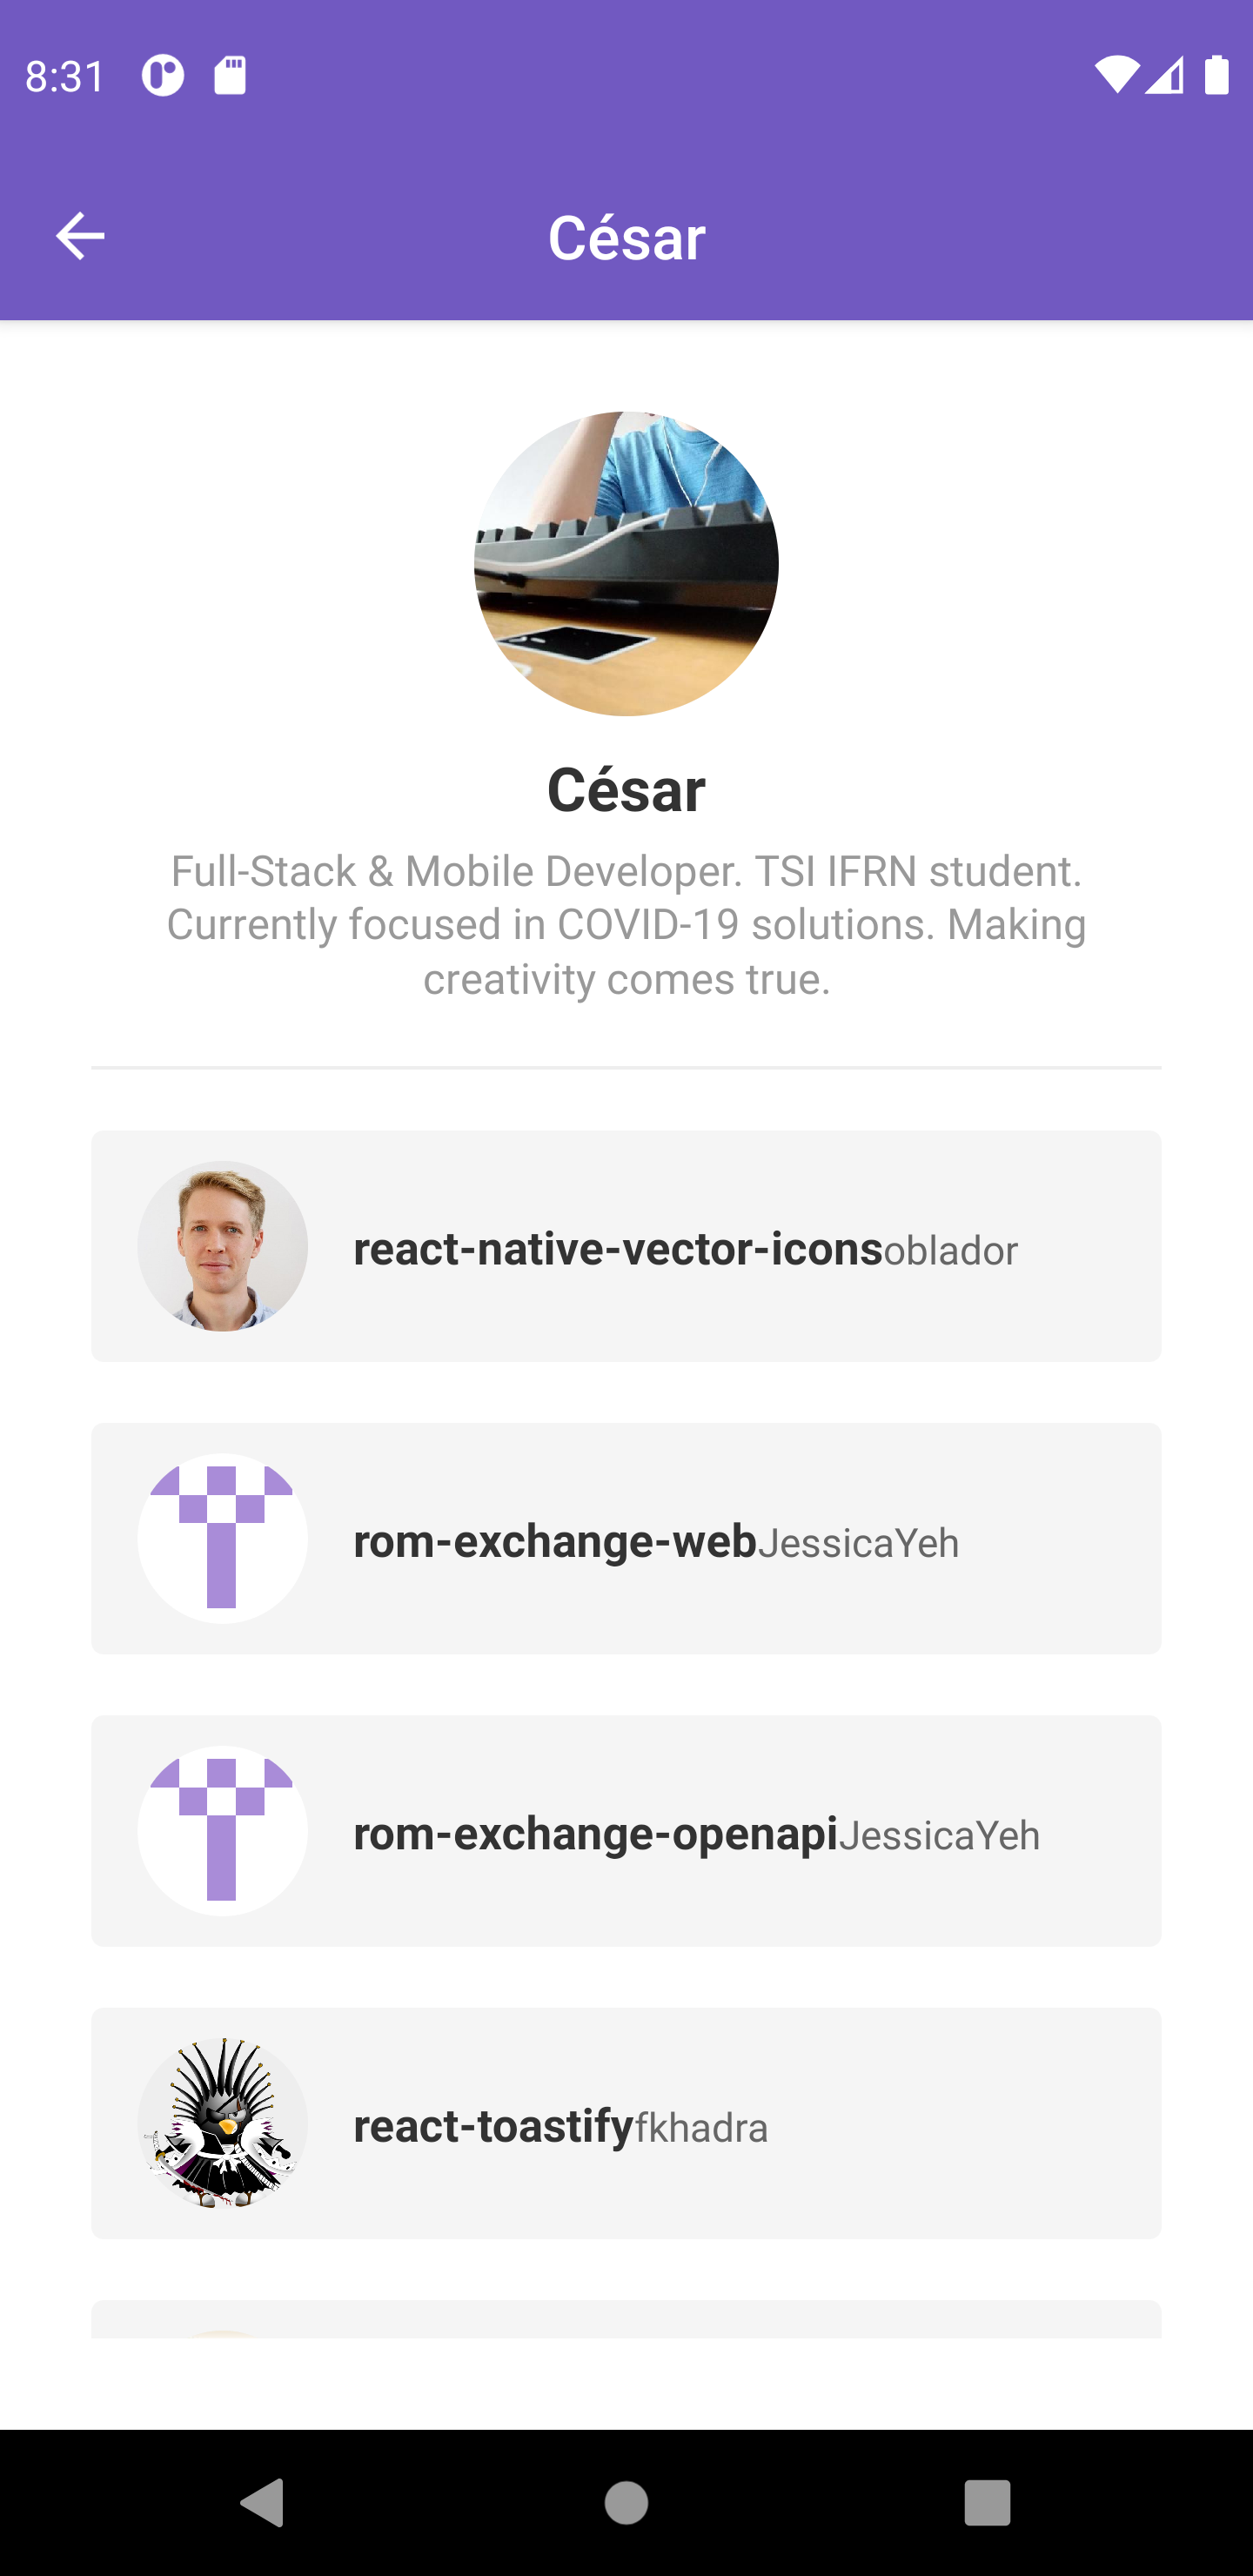 8:31
César
César
Full-Stack & Mobile Developer. TSI IFRN student.
Currently focused in COVID-19 solutions. Making
creativity comes true.
react-native-vector-iconsoblador
rom-exchange-webJessicaYeh
rom-exchange-openapiJessicaYeh
react-toastifyfkhadra